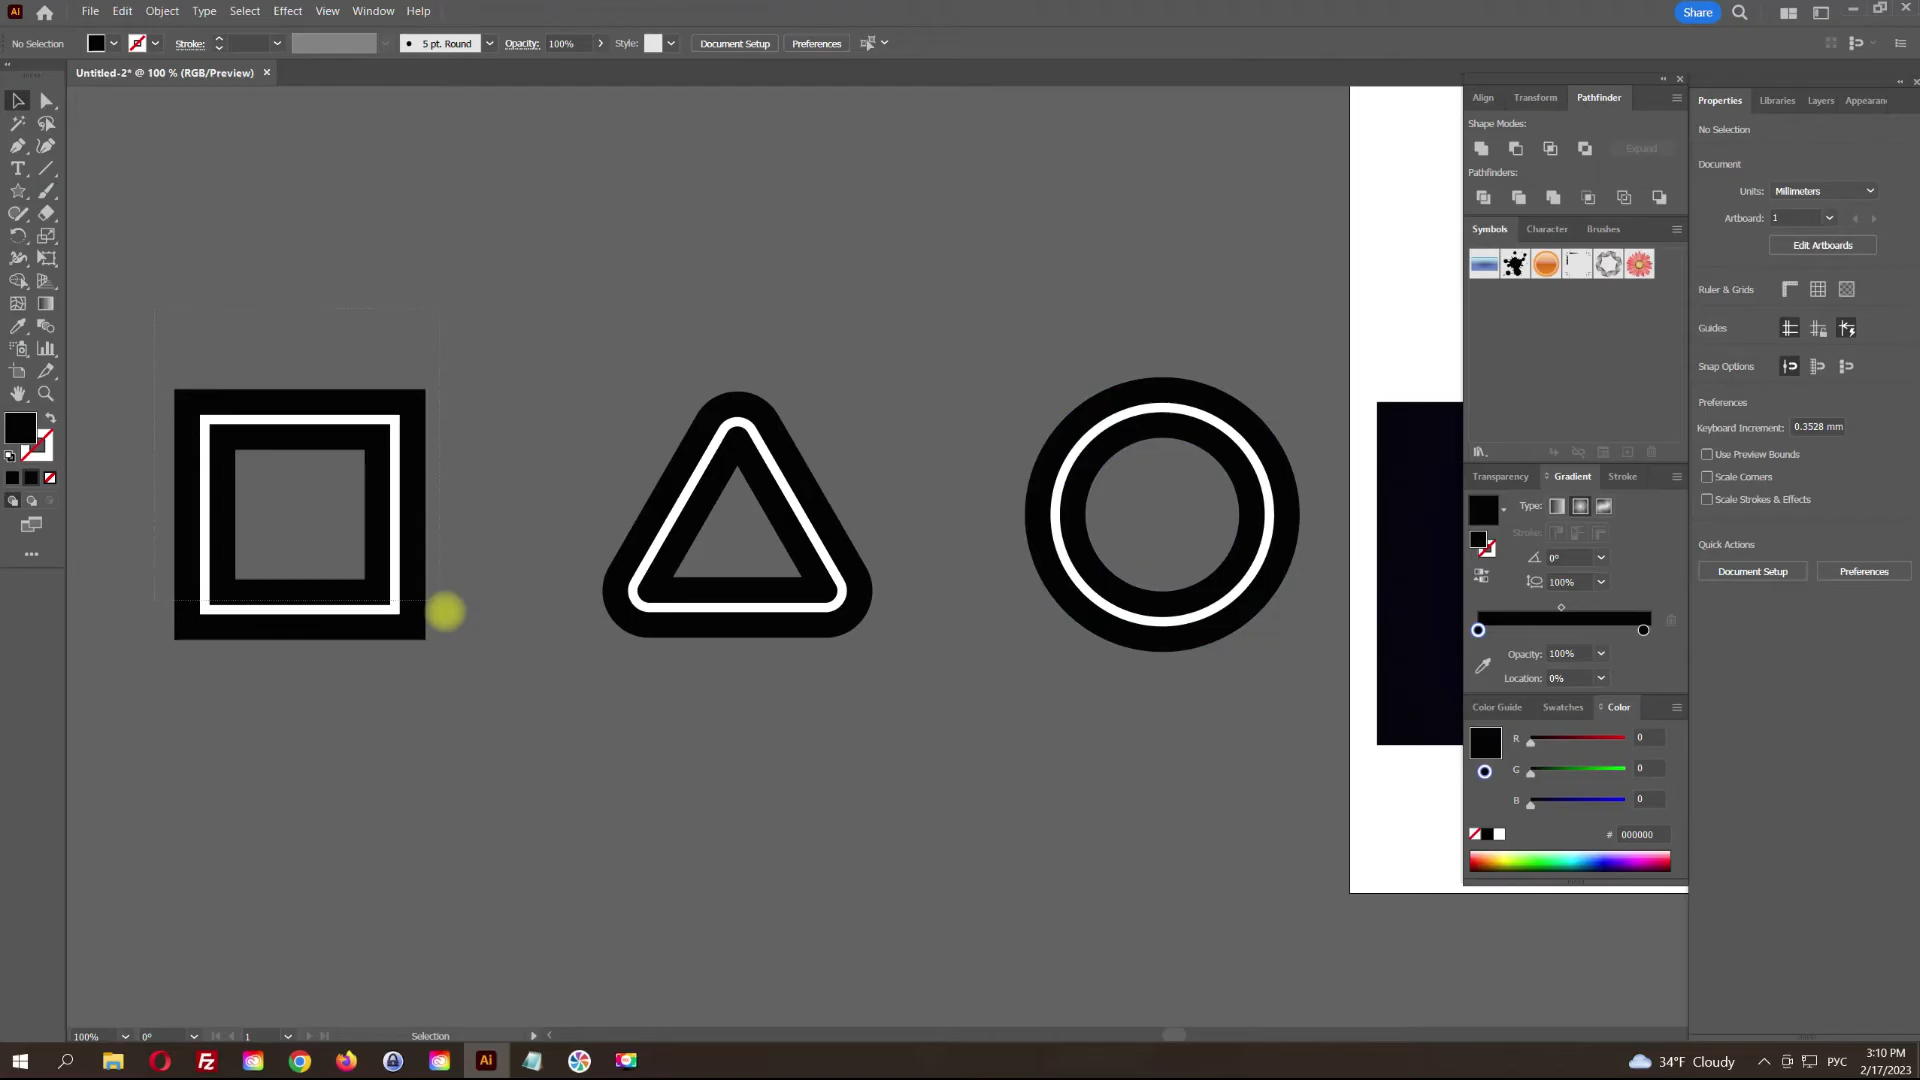 Ai File Edit Object Type Select Effect View Window Help Share
No Selection Stroke: 5 pt. Round Opacity: 100% Style: Document Setup Preferences
Untitled-2* @ 100 % (RGB/Preview)
Align Transform Pathfinder
Shape Modes:
Expand
Pathfinders:
Symbols Character Brushes
Transparency Gradient Stroke
Type:
Stroke:
0°
100%
Opacity: 100%
Location: 0%
Color Guide Swatches Color
R 0
G 0
B 0
# 000000
Properties Libraries Layers Appearan
No Selection
Document
Units: Millimeters
Artboard: 1
Edit Artboards
Ruler & Grids
Guides
Snap Options
Preferences
Keyboard Increment: 0.3528 mm
Use Preview Bounds
Scale Corners
Scale Strokes & Effects
Quick Actions
Document Setup Preferences
100% 0° 1 Selection
Fz Ai 34°F Cloudy РУС 3:10 PM
2/17/2023